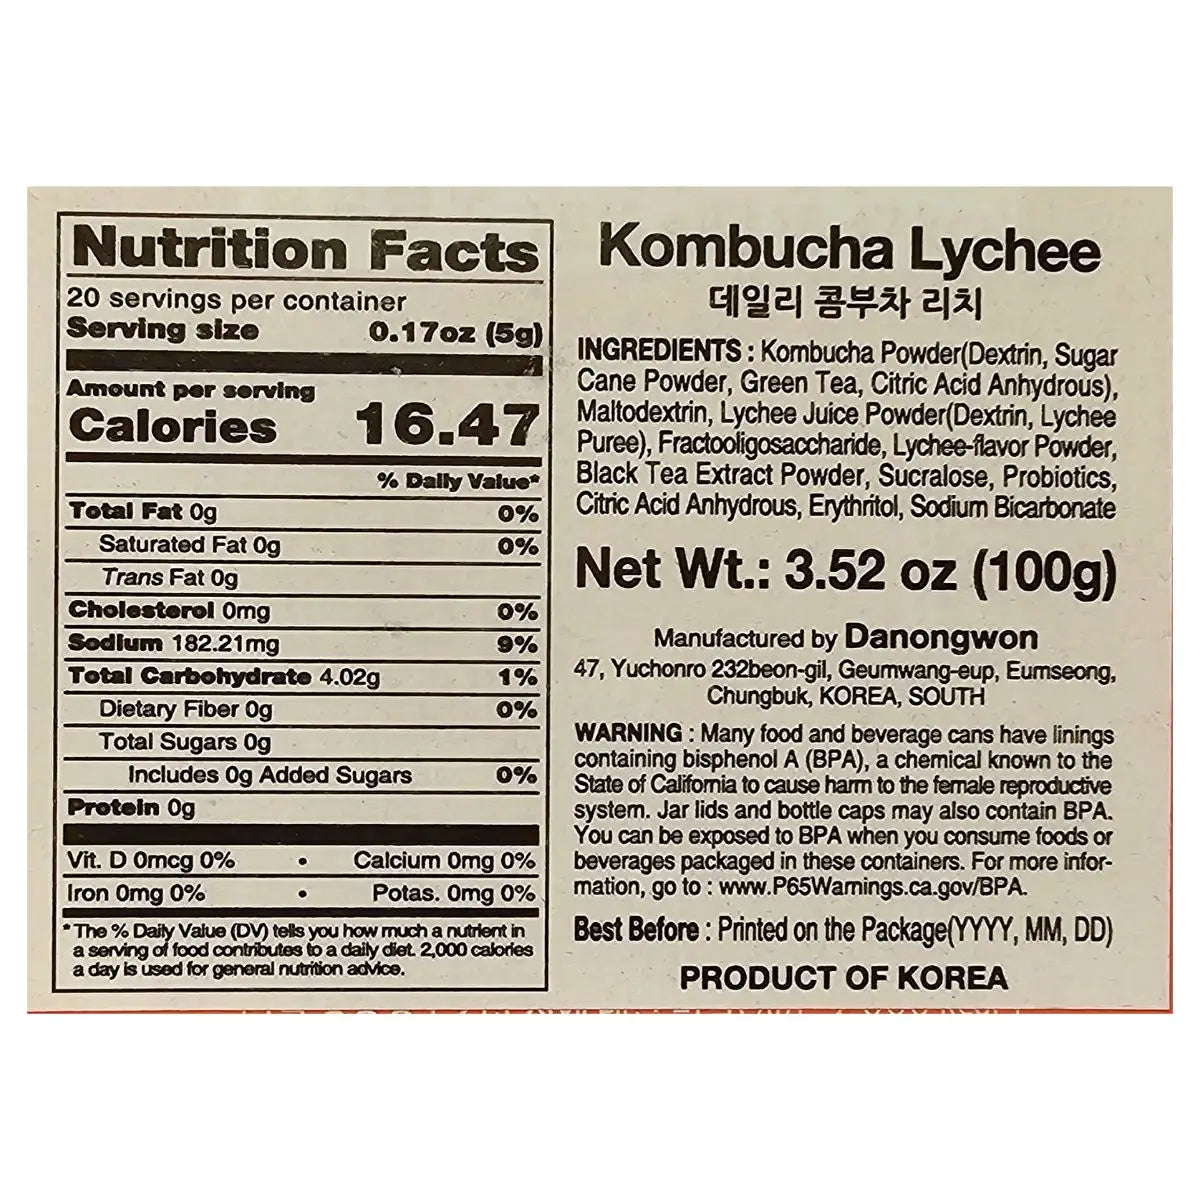 Nutrition Facts
20 servings per container
Serving size 0.17oz (5g)
Amount per serving
Calories 16.47
% Daily Value*
Total Fat 0g 0%
Saturated Fat 0g 0%
Trans Fat 0g
Cholesterol 0mg 0%
Sodium 182.21mg 9%
Total Carbohydrate 4.02g 1%
Dietary Fiber 0g 0%
Total Sugars 0g
Includes 0g Added Sugars 0%
Protein 0g
Vit. D 0mcg 0% • Calcium 0mg 0%
Iron 0mg 0% • Potas. 0mg 0%
*The % Daily Value (DV) tells you how much a nutrient in
a serving of food contributes to a daily diet. 2,000 calories
a day is used for general nutrition advice.
Kombucha Lychee
데일리 콤부차 리치
INGREDIENTS : Kombucha Powder(Dextrin, Sugar
Cane Powder, Green Tea, Citric Acid Anhydrous),
Maltodextrin, Lychee Juice Powder(Dextrin, Lychee
Puree), Fractooligosaccharide, Lychee-flavor Powder,
Black Tea Extract Powder, Sucralose, Probiotics,
Citric Acid Anhydrous, Erythritol, Sodium Bicarbonate
Net Wt.: 3.52 oz (100g)
Manufactured by Danongwon
47, Yuchonro 232beon-gil, Geumwang-eup, Eumseong,
Chungbuk, KOREA, SOUTH
WARNING : Many food and beverage cans have linings
containing bisphenol A (BPA), a chemical known to the
State of California to cause harm to the female reproductive
system. Jar lids and bottle caps may also contain BPA.
You can be exposed to BPA when you consume foods or
beverages packaged in these containers. For more infor-
mation, go to : www.P65Warnings.ca.gov/BPA.
Best Before : Printed on the Package(YYYY, MM, DD)
PRODUCT OF KOREA